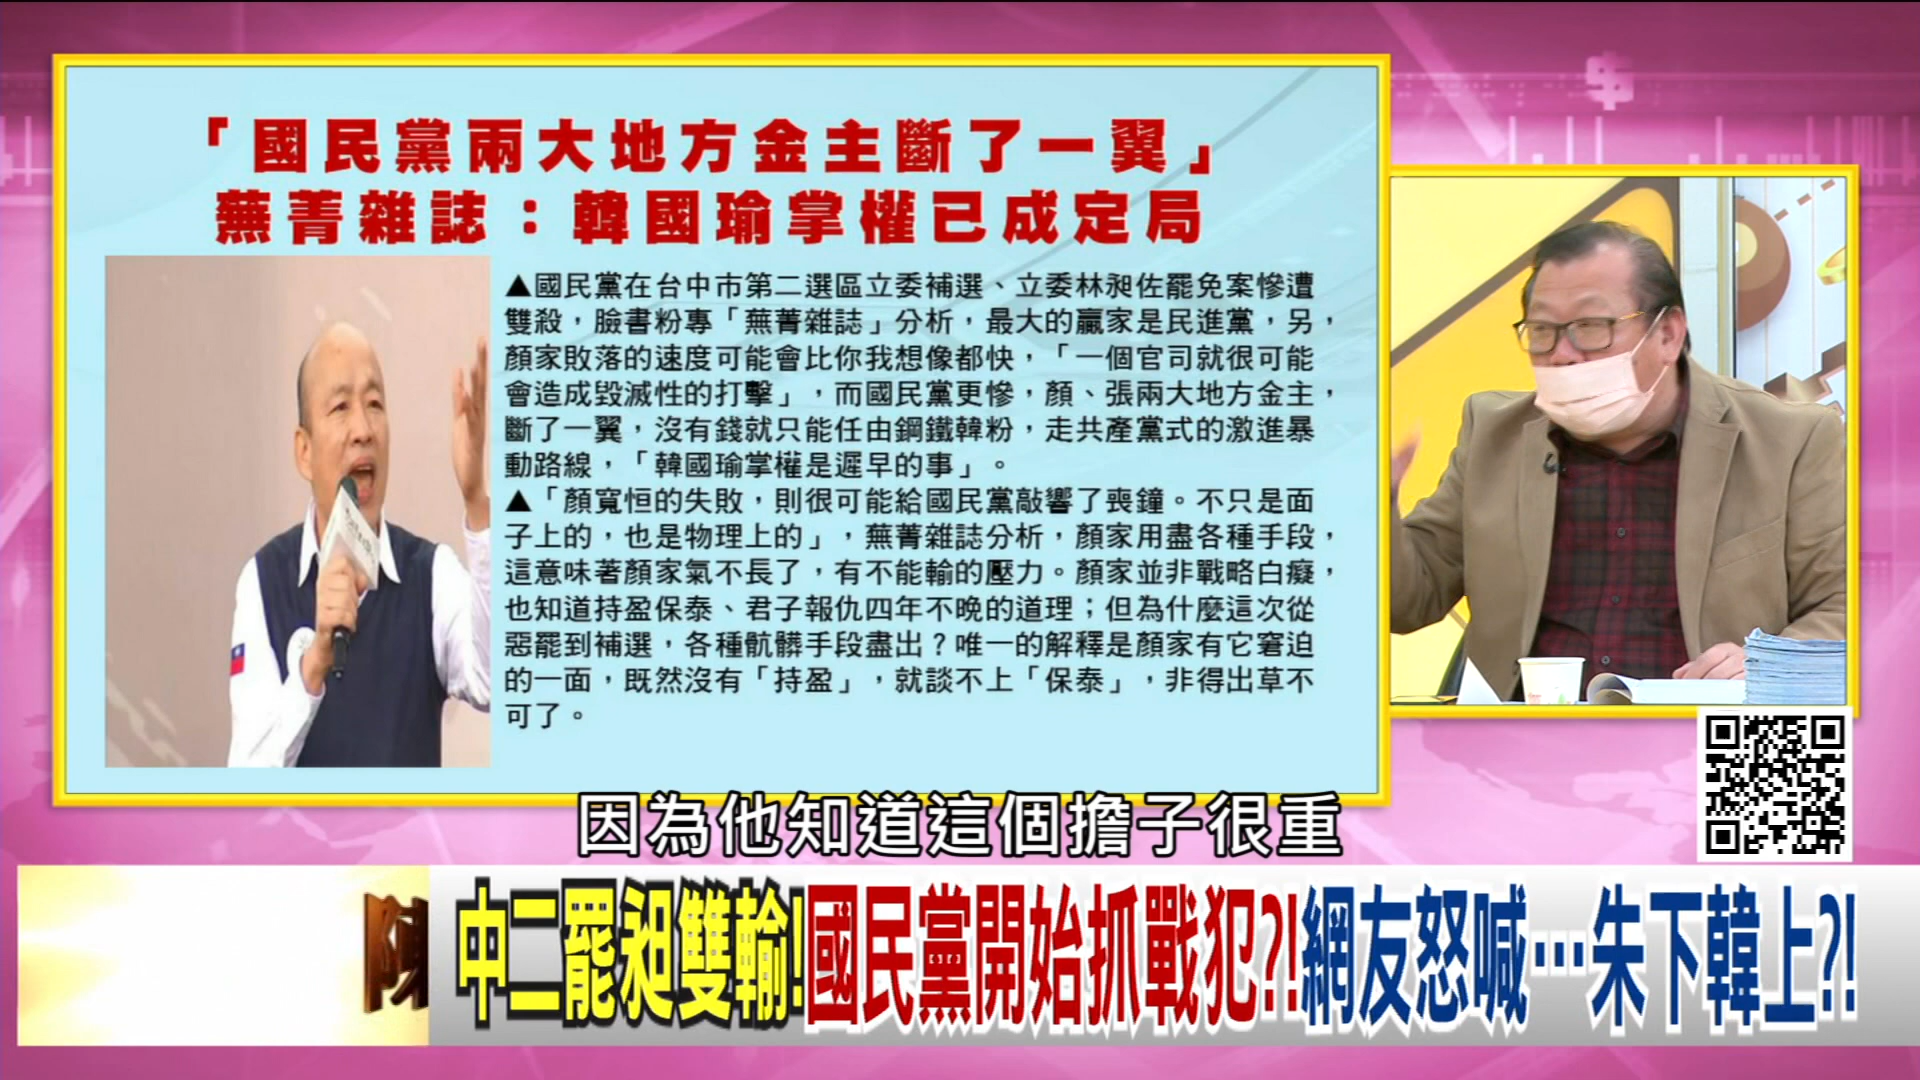 「國民黨兩大地方金主斷了一翼」
蕪菁雜誌：韓國瑜掌權已成定局
▲國民黨在台中市第二選區立委補選、立委林昶佐罷免案慘遭
雙殺，臉書粉專「蕪菁雜誌」分析，最大的贏家是民進黨，另，
顏家敗落的速度可能會比你我想像都快，「一個官司就很可能
會造成毀滅性的打擊」，而國民黨更慘，顏、張兩大地方金主，
斷了一翼，沒有錢就只能任由鋼鐵韓粉，走共產黨式的激進暴
動路線，「韓國瑜掌權是遲早的事」。
▲「顏寬恒的失敗，則很可能給國民黨敲響了喪鐘。不只是面
子上的，也是物理上的」，蕪菁雜誌分析，顏家用盡各種手段，
這意味著顏家氣不長了，有不能輸的壓力。顏家並非戰略白癡，
也知道持盈保泰、君子報仇四年不晚的道理；但為什麼這次從
惡罷到補選，各種骯髒手段盡出？唯一的解釋是顏家有它窘迫
的一面，既然沒有「持盈」，就談不上「保泰」，非得出草不
可了。
因為他知道這個擔子很重
陳
中二罷昶雙輸!國民黨開始抓戰犯?!網友怒喊…朱下韓上?!